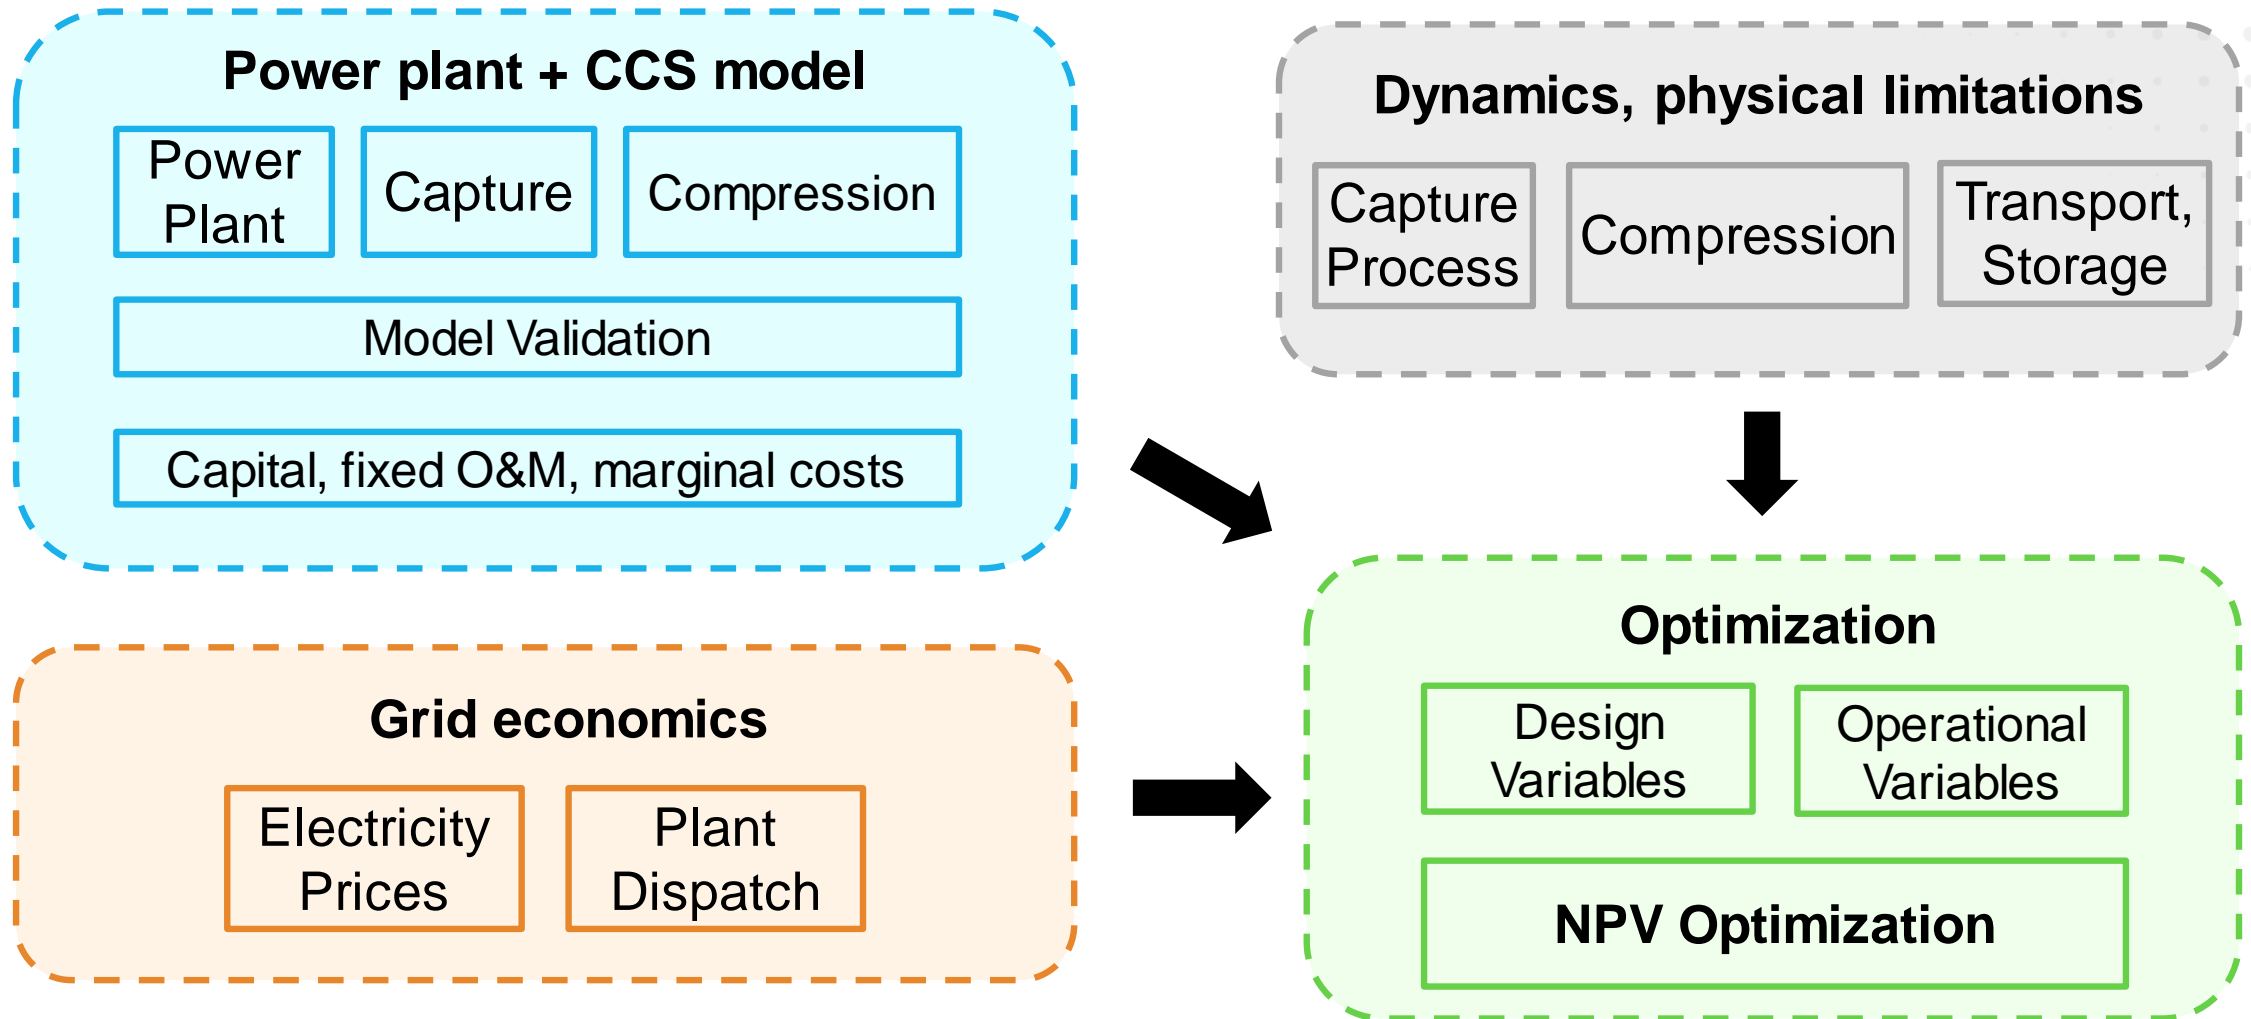 Power plant + CCS model
Power
Plant
Capture
Compression
Model Validation
Capital, fixed O&M, marginal costs
Dynamics, physical limitations
Capture
Process
Compression
Transport,
Storage
Grid economics
Electricity
Prices
Plant
Dispatch
Optimization
Design
Variables
Operational
Variables
NPV Optimization